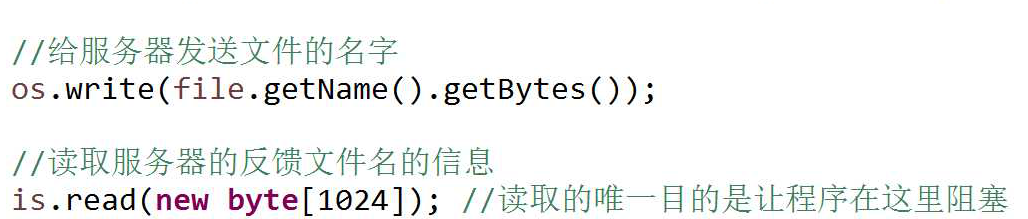 //给服务器发送文件的名字
os.write(file.getName().getBytes());
//读取服务器的反馈文件名的信息
is.read(new byte[1024]); //读取的唯一目的是让程序在这里阻塞